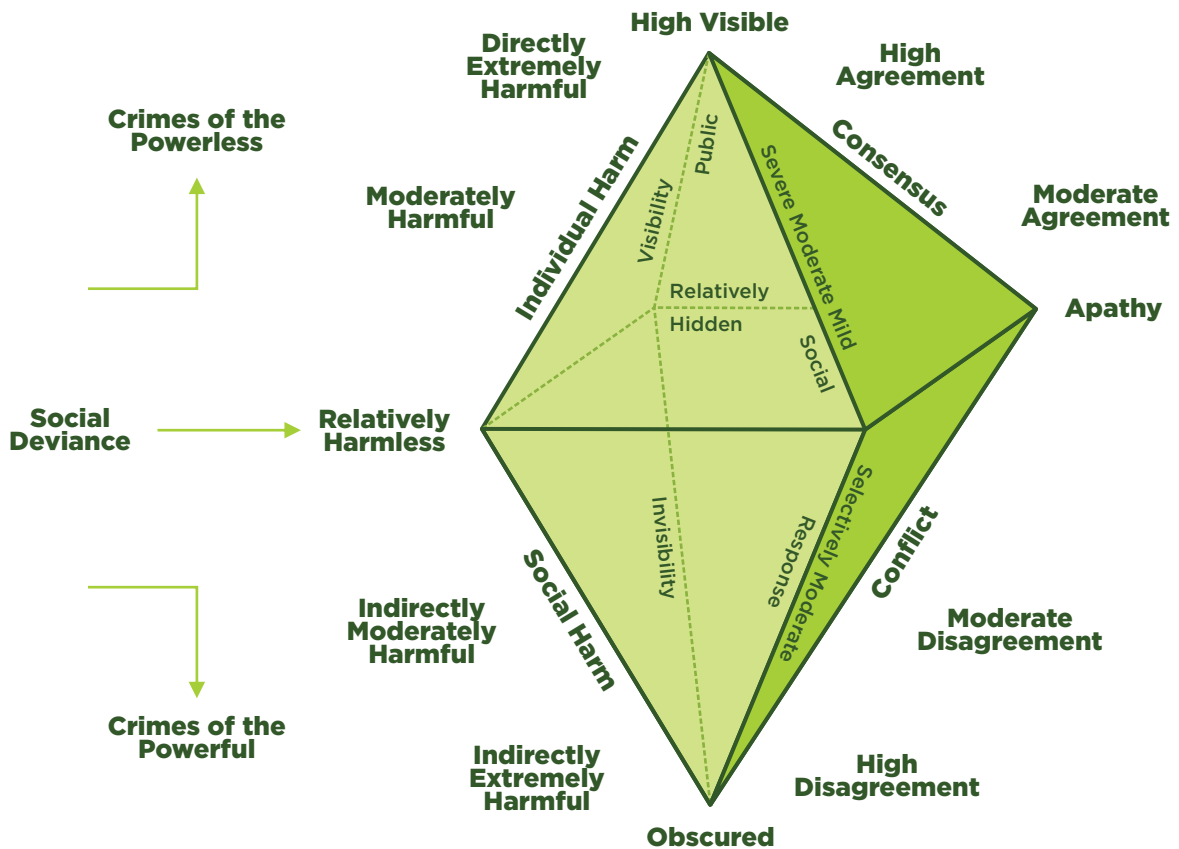 High Visible
Directly
Extremely
Harmful
High
Agreement
Crimes of the
Powerless
Consensus
Public
Severe Moderate Mild
Individual Harm
Visibility
Moderately
Harmful
Moderate
Agreement
Relatively
Hidden
Apathy
Social
Social
Deviance
Relatively
Harmless
Selectively Moderate
Invisibility
Response
Conflict
Social Harm
Indirectly
Moderately
Harmful
Moderate
Disagreement
Crimes of the
Powerful
Indirectly
Extremely
Harmful
High
Disagreement
Obscured